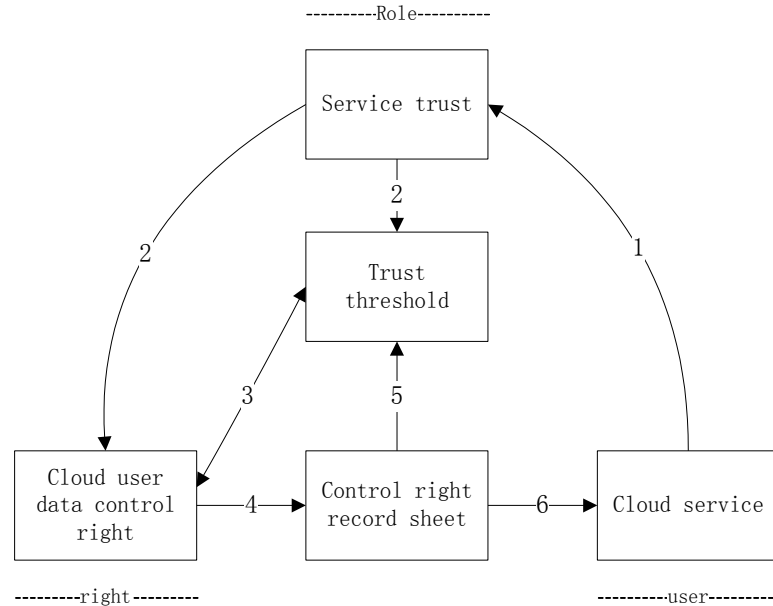 Role
Service trust
2
2
1
Trust
threshold
3
5
Cloud user
data control
right
4
Control right
record sheet
6
Cloud service
right
user